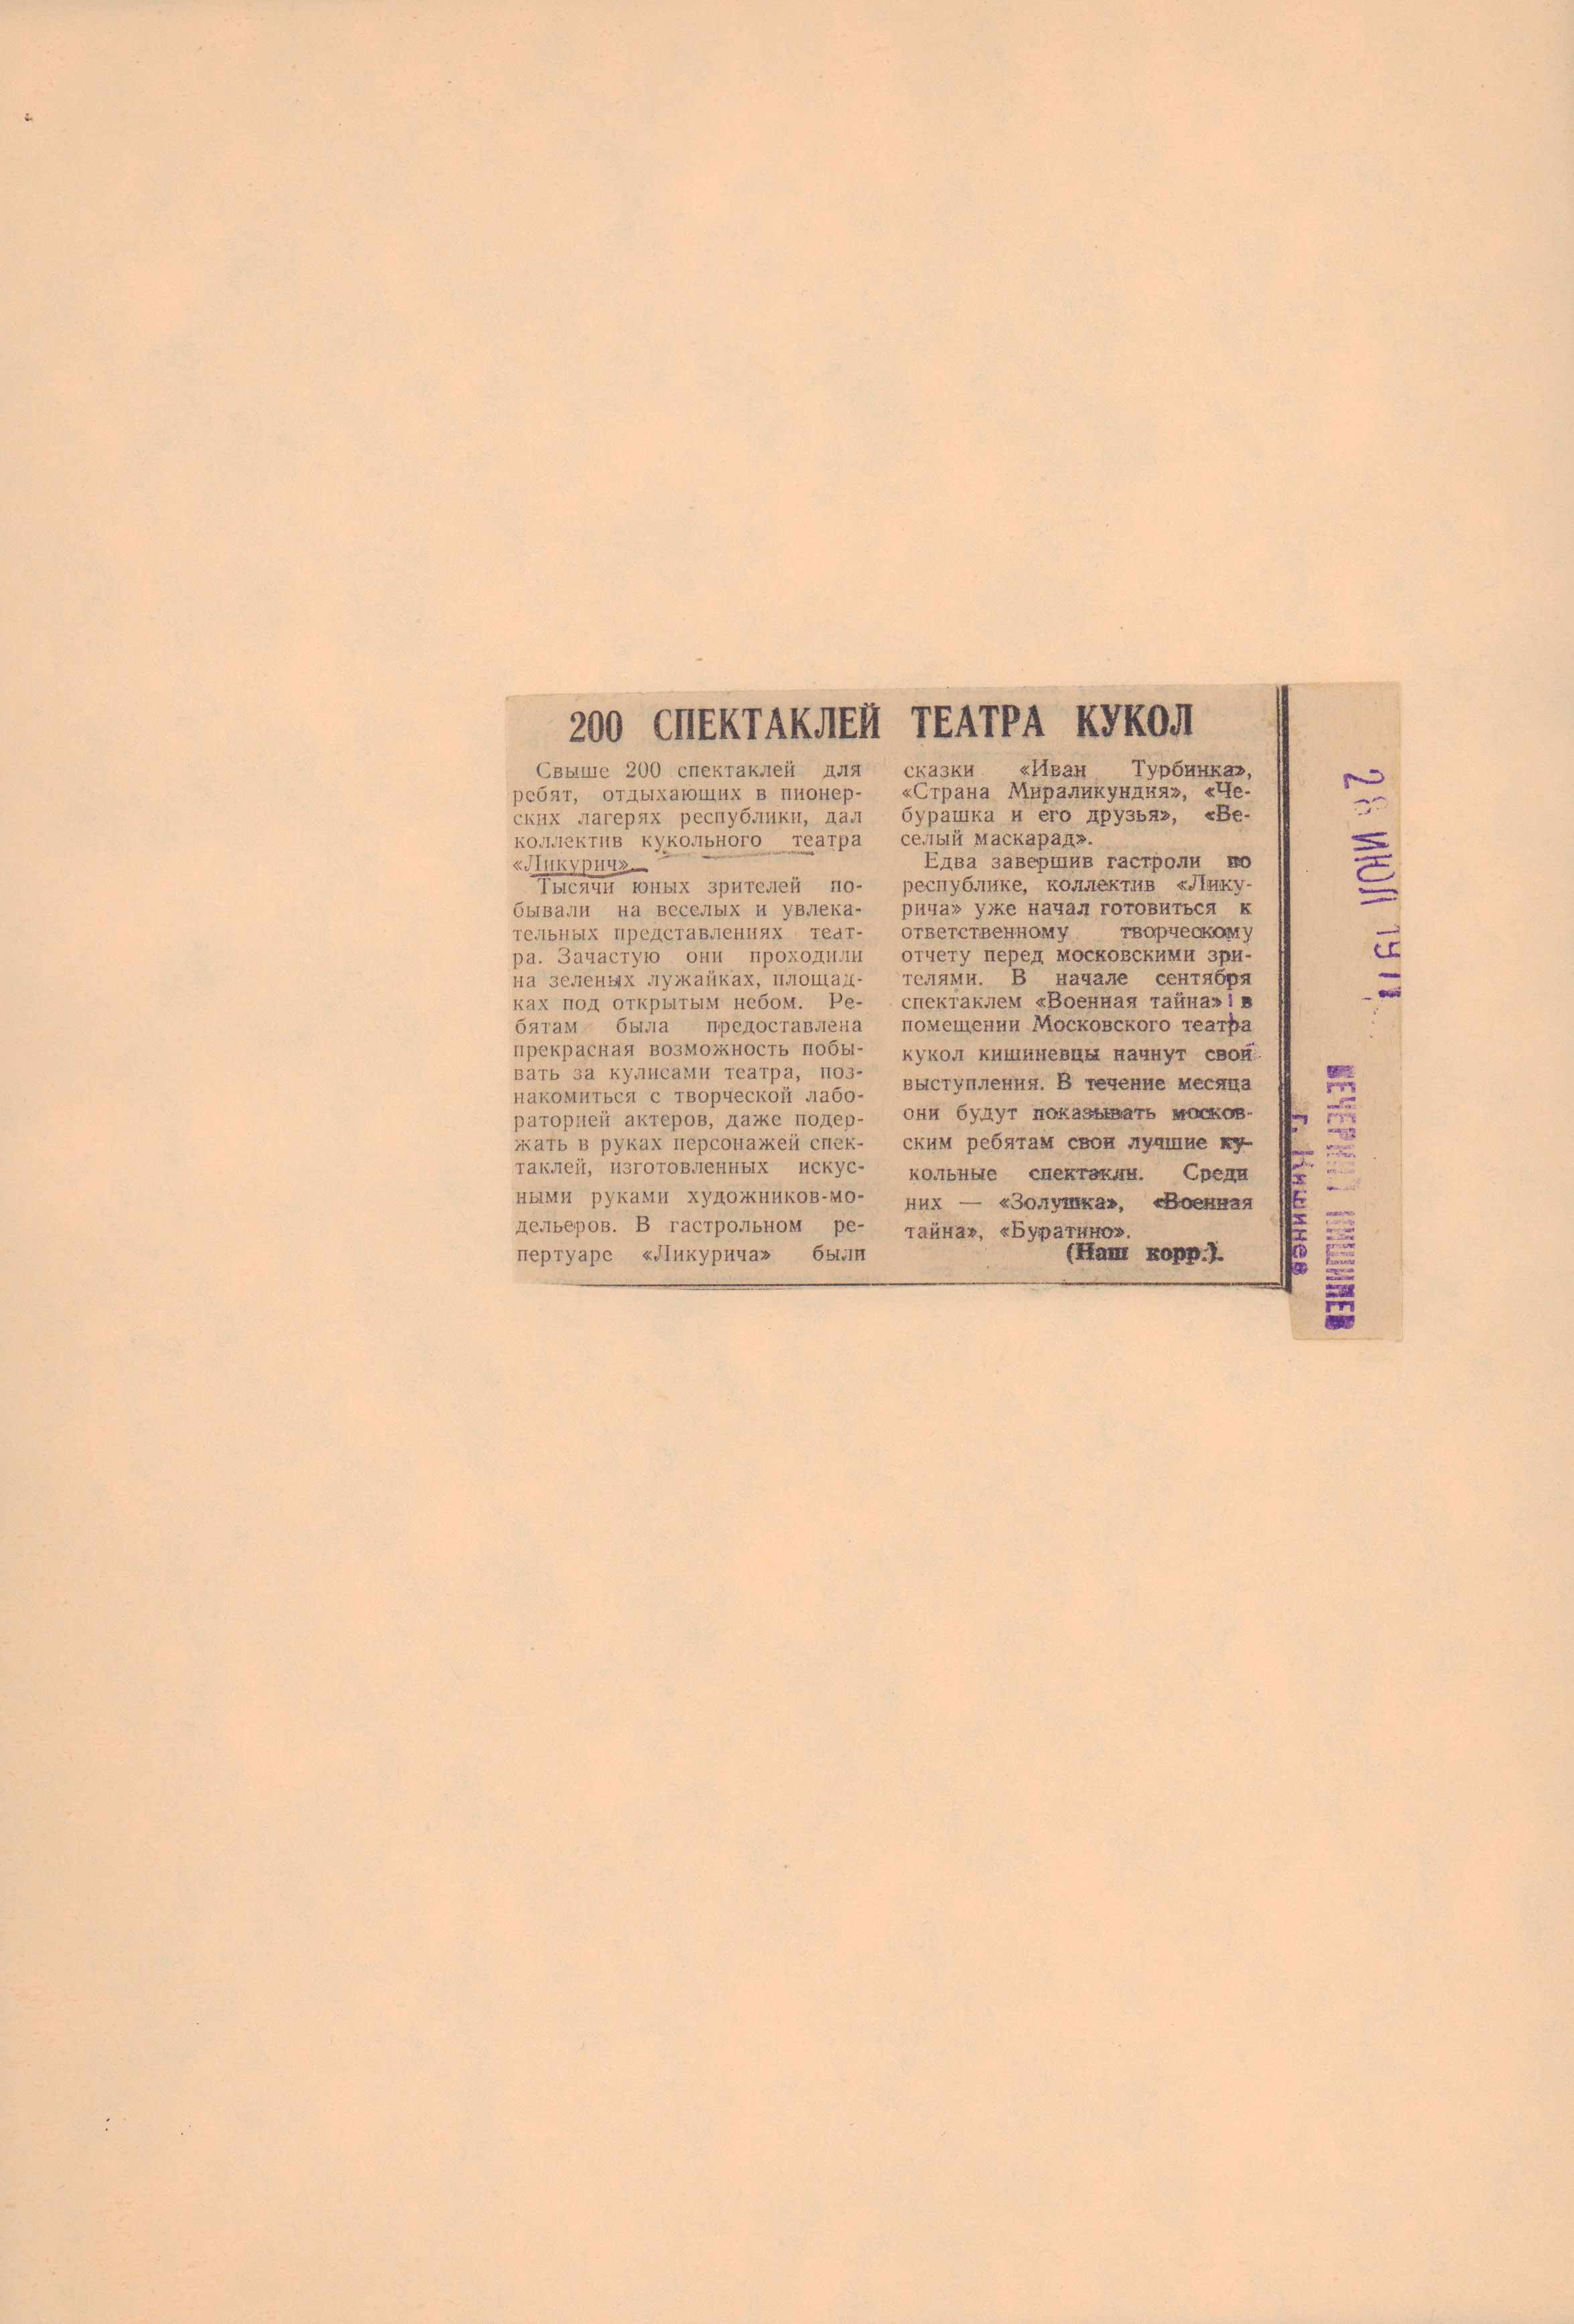 200 СПЕКТАКЛЕЙ ТЕАТРА КУКОЛ
Свыше 200 спектаклей для
ребят, отдыхающих в пионер-
ских лагерях республики, дал
коллектив кукольного театра
«Ликурич».
Тысячи юных зрителей по-
бывали на веселых и увлека-
тельных представлениях теат-
ра. Зачастую они проходили
на зеленых лужайках, площад-
ках под открытым небом. Ре-
бятам была предоставлена
прекрасная возможность побы-
вать за кулисами театра, поз-
накомиться с творческой лабо-
раторией актеров, даже подер-
жать в руках персонажей спек-
таклей, изготовленных искус-
ными руками художников-мо-
дельеров. В гастрольном ре-
пертуаре «Ликурича» были
сказки «Иван Турбинка»,
«Страна Мираликундия», «Че-
бурашка и его друзья», «Ве-
селый маскарад».
Едва завершив гастроли по
республике, коллектив «Лику-
рича» уже начал готовиться к
ответственному творческому
отчету перед московскими зри-
телями. В начале сентября
спектаклем «Военная тайна» в
помещении Московского театра
кукол кишиневцы начнут свои
выступления. В течение месяца
они будут показывать москов-
ским ребятам свои лучшие ку-
кольные спектакли. Среди
них — «Золушка», «Военная
тайна», «Буратино».
(Наш корр.).
28 ИЮЛ
ВЕЧЕРНИЙ КИШИНЕВ
г. Кишинев